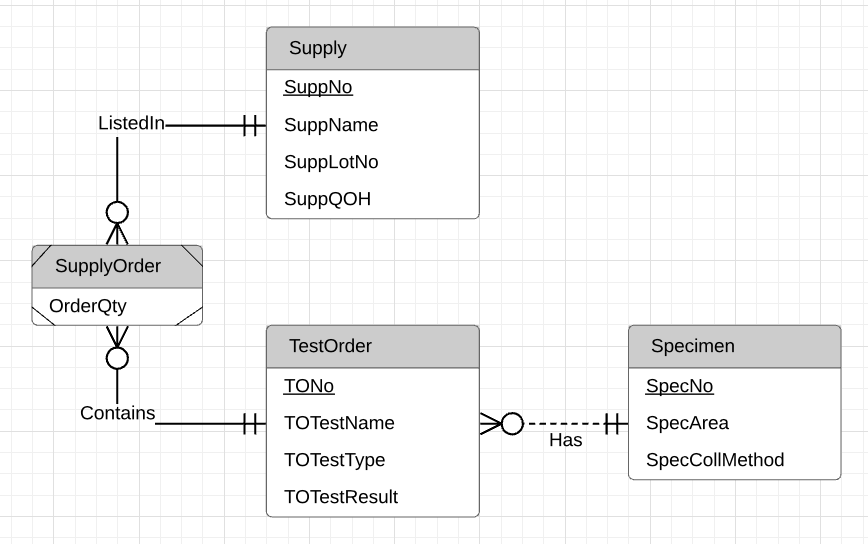 Supply
SuppNo
SuppName
SuppLotNo
SuppQOH
ListedIn
SupplyOrder
OrderQty
Contains
TestOrder
TONo
TOTestName
TOTestType
TOTestResult
Has
Specimen
SpecNo
SpecArea
SpecCollMethod